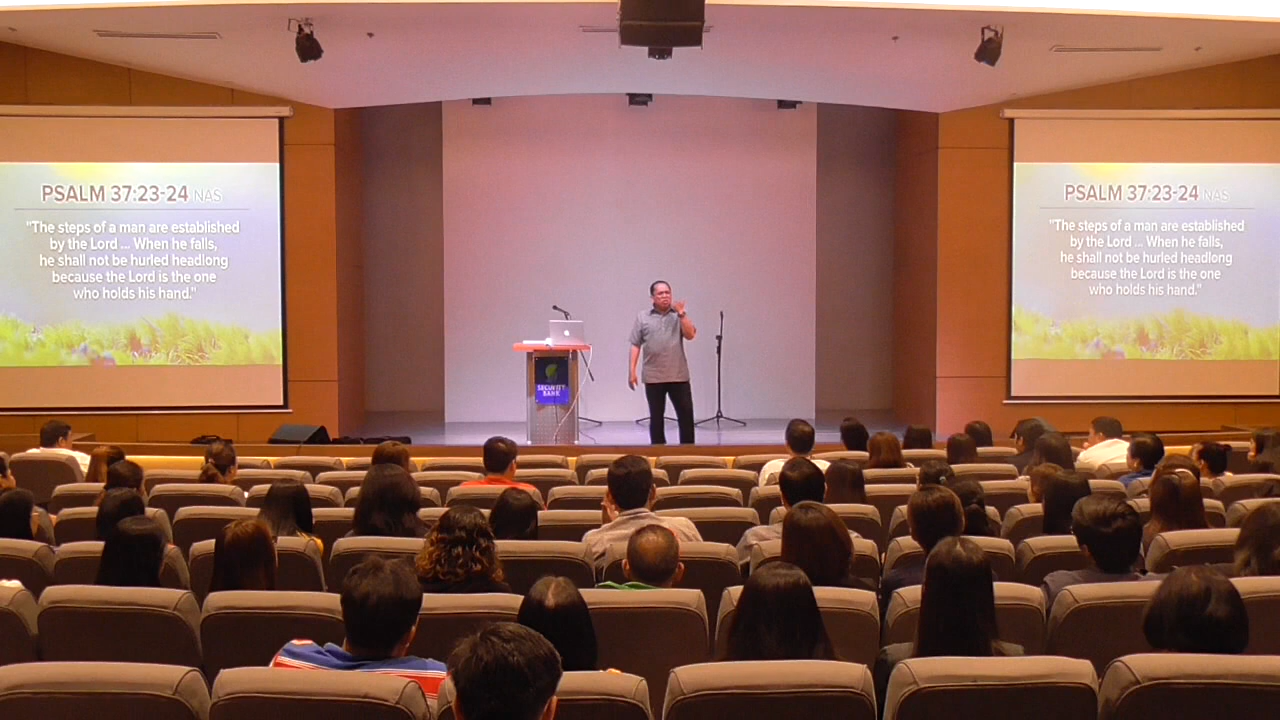 PSALM 37:23-24 NAS
"The steps of a man are established
by the Lord ... When he falls,
he shall not be hurled headlong
because the Lord is the one
who holds his hand."
SECURITY
BANK
PSALM 37:23-24 NAS
"The steps of a man are established
by the Lord ... When he falls,
he shall not be hurled headlong
because the Lord is the one
who holds his hand."